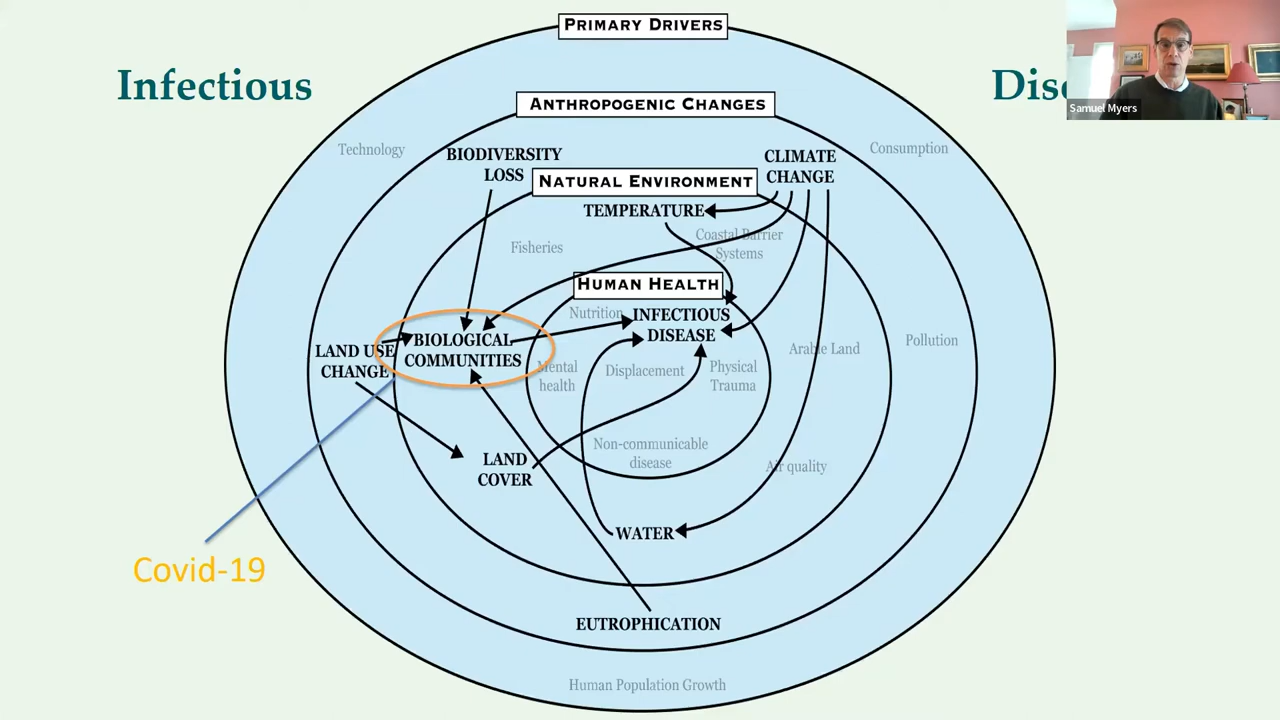 PRIMARY DRIVERS
Infectious
Samuel Myers
ANTHROPOGENIC CHANGES
Technology
Consumption
BIODIVERSITY
LOSS
CLIMATE
CHANGE
NATURAL ENVIRONMENT
TEMPERATURE
Fisheries
Coastal Barrier
Systems
HUMAN HEALTH
Nutrition
INFECTIOUS
DISEASE
BIOLOGICAL
COMMUNITIES
LAND USE
CHANGE
Mental
health
Displacement
Physical
Trauma
Arable Land
Pollution
Non-communicable
disease
LAND
COVER
Air quality
WATER
Covid-19
EUTROPHICATION
Human Population Growth